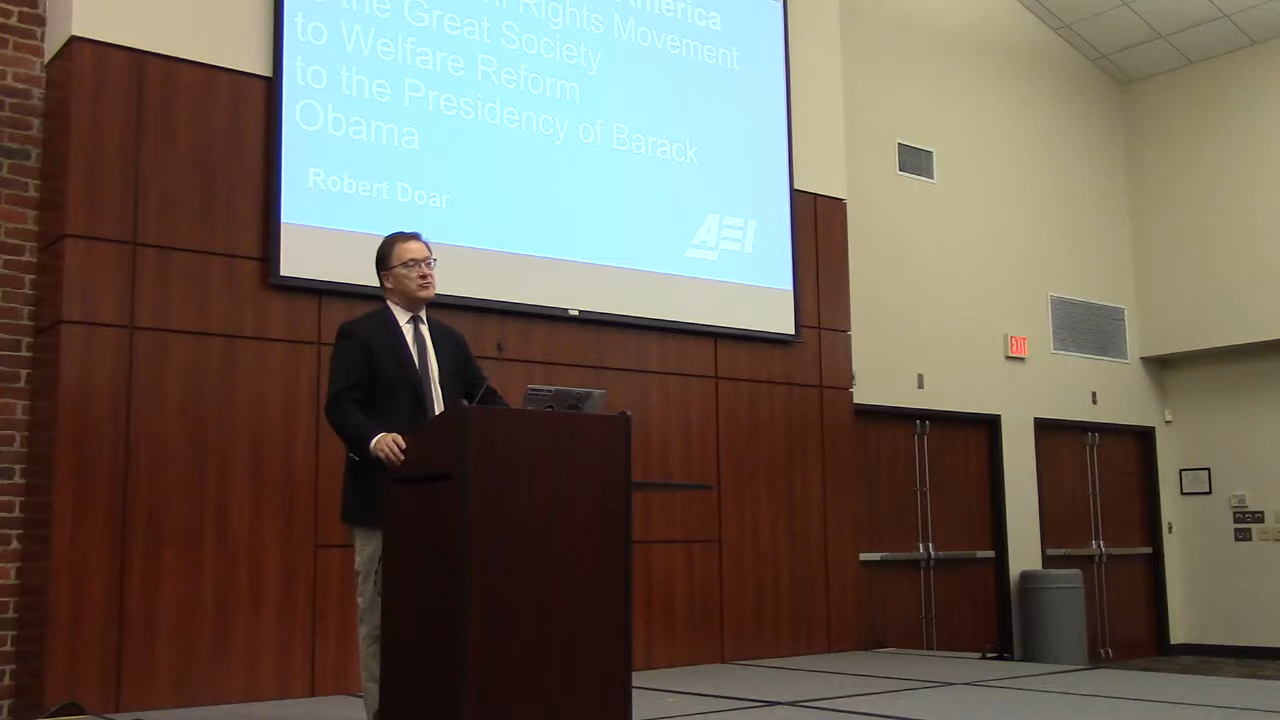 America
Rights Movement
the Great Society
to Welfare Reform
to the Presidency of Barack
Obama
Robert Doar
AEI
EXIT